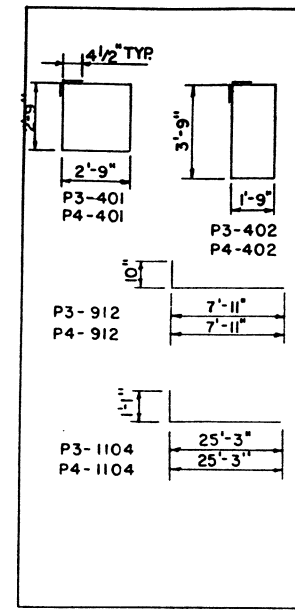 4 1/2" TYP.
2'9"
2'-9"
P3-401
P4-401
3'-9"
1'-9"
P3-402
P4-402
10"
P3-912
P4-912
7'-11"
7'-11"
1'-1"
P3-1104
P4-1104
25'-3"
25'-3"